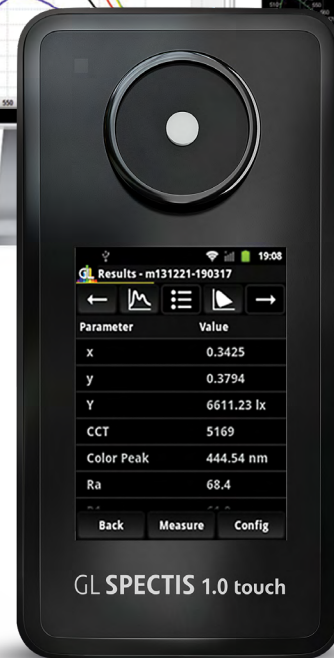 550
19:08
GL Results - m131221-190317
Parameter Value
x 0.3425
y 0.3794
Y 6611.23 lx
CCT 5169
Color Peak 444.54 nm
Ra 68.4
Back Measure Config
GL SPECTIS 1.0 touch